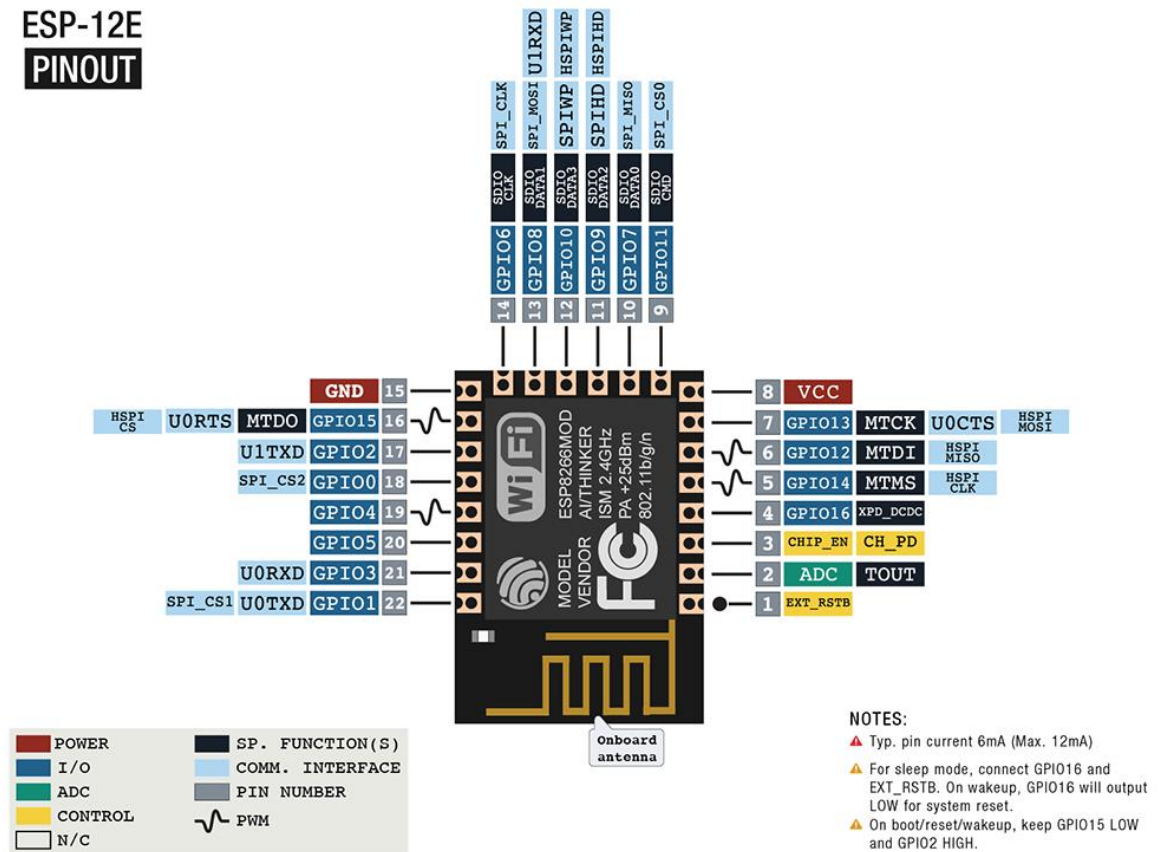 ESP-12E
PINOUT
SPI_CLK
SDIO CLK
GPIO6
14
U1RXD
SPI_MOSI
SDIO DATA1
GPIO8
13
HSPIWP
SPIWP
SDIO DATA3
GPIO10
12
HSPIHD
SPIHD
SDIO DATA2
GPIO9
11
SPI_MISO
SDIO DATA0
GPIO7
10
SPI_CS0
SDIO CMD
GPIO11
9
GND 15
HSPI CS U0RTS MTDO GPIO15 16
U1TXD GPIO2 17
SPI_CS2 GPIO0 18
GPIO4 19
GPIO5 20
U0RXD GPIO3 21
SPI_CS1 U0TXD GPIO1 22
8 VCC
7 GPIO13 MTCK U0CTS HSPI MOSI
6 GPIO12 MTDI HSPI MISO
5 GPIO14 MTMS HSPI CLK
4 GPIO16 XPD_DCDC
3 CHIP_EN CH_PD
2 ADC TOUT
1 EXT_RSTB
Wi Fi
FC
MODEL ESP8266MOD
VENDOR AI/THINKER
ISM 2.4GHz
PA +25dBm
802.11b/g/n
Onboard
antenna
POWER
I/O
ADC
CONTROL
N/C
SP. FUNCTION(S)
COMM. INTERFACE
PIN NUMBER
PWM
NOTES:
Typ. pin current 6mA (Max. 12mA)
For sleep mode, connect GPIO16 and
EXT_RSTB. On wakeup, GPIO16 will output
LOW for system reset.
On boot/reset/wakeup, keep GPIO15 LOW
and GPIO2 HIGH.